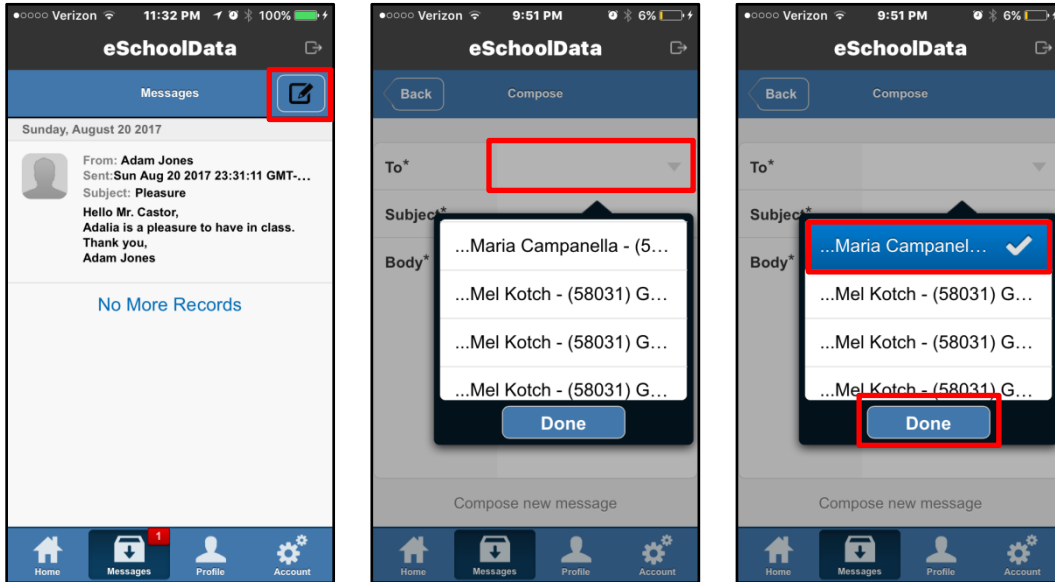 Verizon 11:32 PM 100%
eSchoolData
Messages
Sunday, August 20 2017
From: Adam Jones
Sent:Sun Aug 20 2017 23:31:11 GMT-...
Subject: Pleasure
Hello Mr. Castor,
Adalia is a pleasure to have in class.
Thank you,
Adam Jones
No More Records
1
Home Messages Profile Account
Verizon 9:51 PM 6%
eSchoolData
Back Compose
To*
Subject*
Body*
...Maria Campanella - (5...
...Mel Kotch - (58031) G...
...Mel Kotch - (58031) G...
...Mel Kotch - (58031) G...
Done
Compose new message
Home Messages Profile Account
Verizon 9:51 PM 6%
eSchoolData
Back Compose
To*
Subject*
Body*
...Maria Campanel...
...Mel Kotch - (58031) G...
...Mel Kotch - (58031) G...
...Mel Kotch - (58031) G...
Done
Compose new message
Home Messages Profile Account